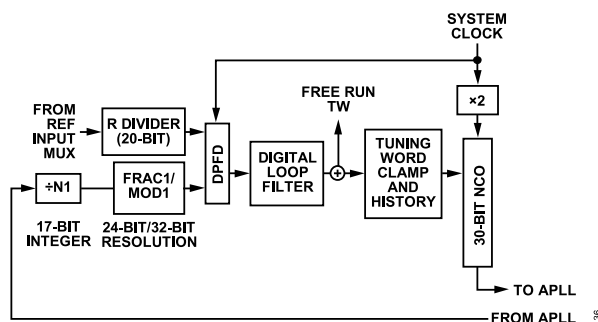 SYSTEM
CLOCK
FREE RUN
TW
×2
FROM
REF
INPUT
MUX
R DIVIDER
(20-BIT)
DPFD
DIGITAL
LOOP
FILTER
+
TUNING
WORD
CLAMP
AND
HISTORY
30-BIT NCO
÷N1
FRAC1/
MOD1
17-BIT
INTEGER
24-BIT/32-BIT
RESOLUTION
TO APLL
FROM APLL
36